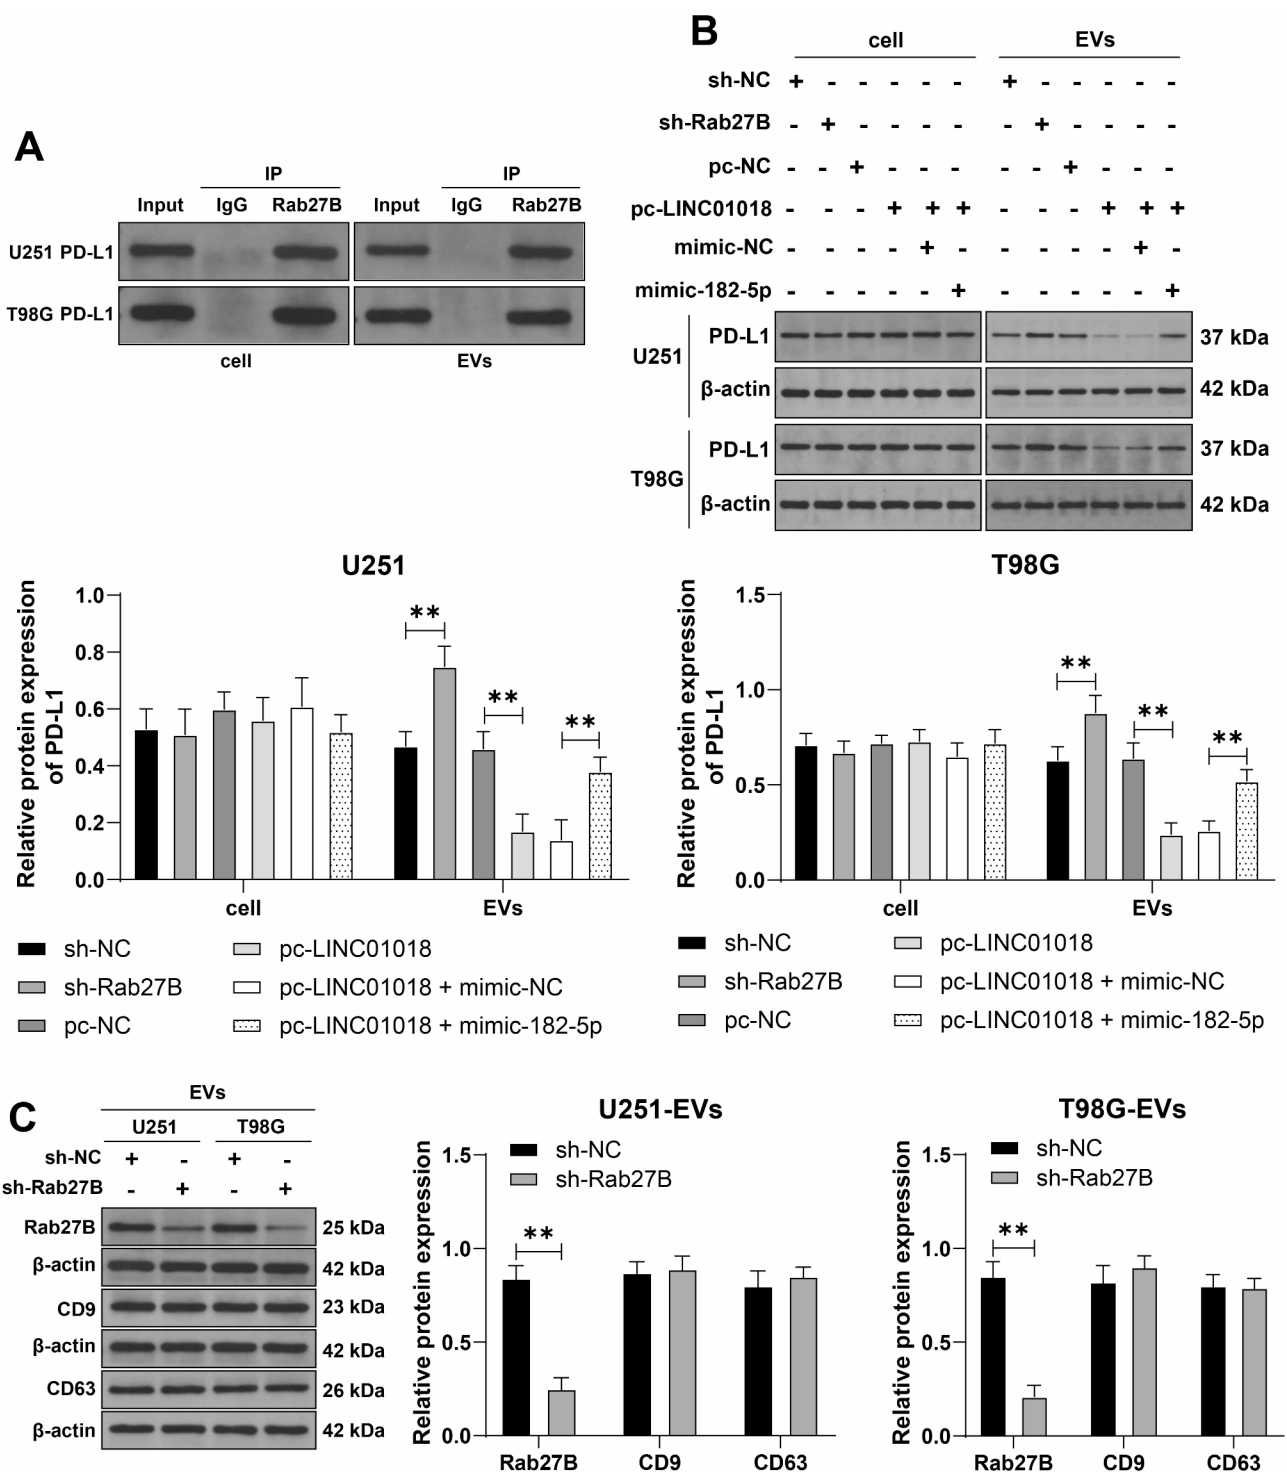 A
IP IP
Input IgG Rab27B Input IgG Rab27B
U251 PD-L1
T98G PD-L1
cell EVs
B
cell EVs
sh-NC + - - - - - + - - - - -
sh-Rab27B - + - - - - - + - - - -
pc-NC - - + - - - - - + - - -
pc-LINC01018 - - - + + + - - - + + +
mimic-NC - - - - + - - - - - + -
mimic-182-5p - - - - - + - - - - - +
U251
PD-L1 37 kDa
β-actin 42 kDa
T98G
PD-L1 37 kDa
β-actin 42 kDa
U251
Relative protein expression
of PD-L1
1.0
0.8
0.6
0.4
0.2
0.0
** ** **
cell EVs
sh-NC pc-LINC01018
sh-Rab27B pc-LINC01018 + mimic-NC
pc-NC pc-LINC01018 + mimic-182-5p
T98G
Relative protein expression
of PD-L1
1.5
1.0
0.5
0.0
** ** **
cell EVs
sh-NC pc-LINC01018
sh-Rab27B pc-LINC01018 + mimic-NC
pc-NC pc-LINC01018 + mimic-182-5p
C
EVs
U251 T98G
sh-NC + - + -
sh-Rab27B - + - +
Rab27B 25 kDa
β-actin 42 kDa
CD9 23 kDa
β-actin 42 kDa
CD63 26 kDa
β-actin 42 kDa
U251-EVs
Relative protein expression
1.5
1.0
0.5
0.0
sh-NC
sh-Rab27B
**
Rab27B CD9 CD63
T98G-EVs
Relative protein expression
1.5
1.0
0.5
0.0
sh-NC
sh-Rab27B
**
Rab27B CD9 CD63